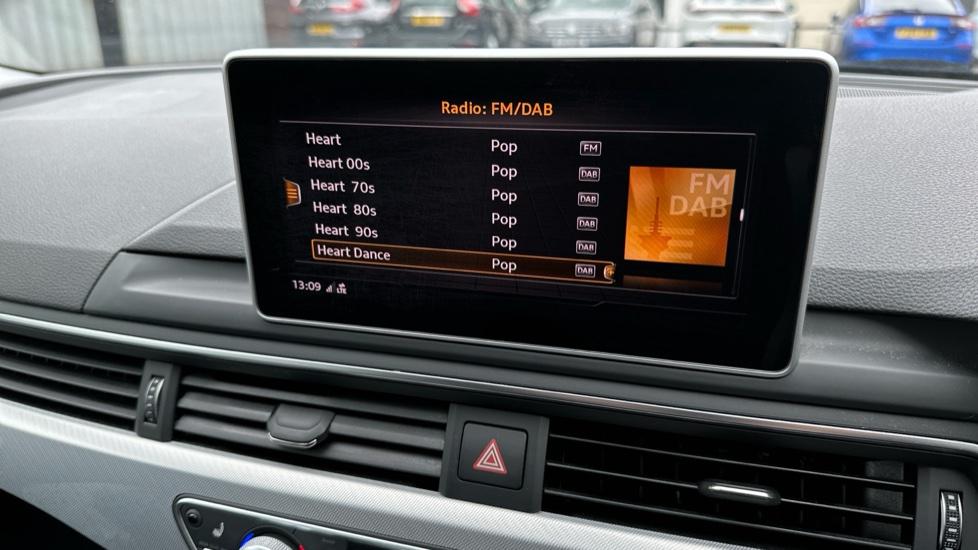 Radio: FM/DAB
Heart Pop FM
Heart 00s Pop DAB
Heart 70s Pop DAB
Heart 80s Pop DAB
Heart 90s Pop DAB
Heart Dance Pop DAB
FM
DAB
13:09 LTE